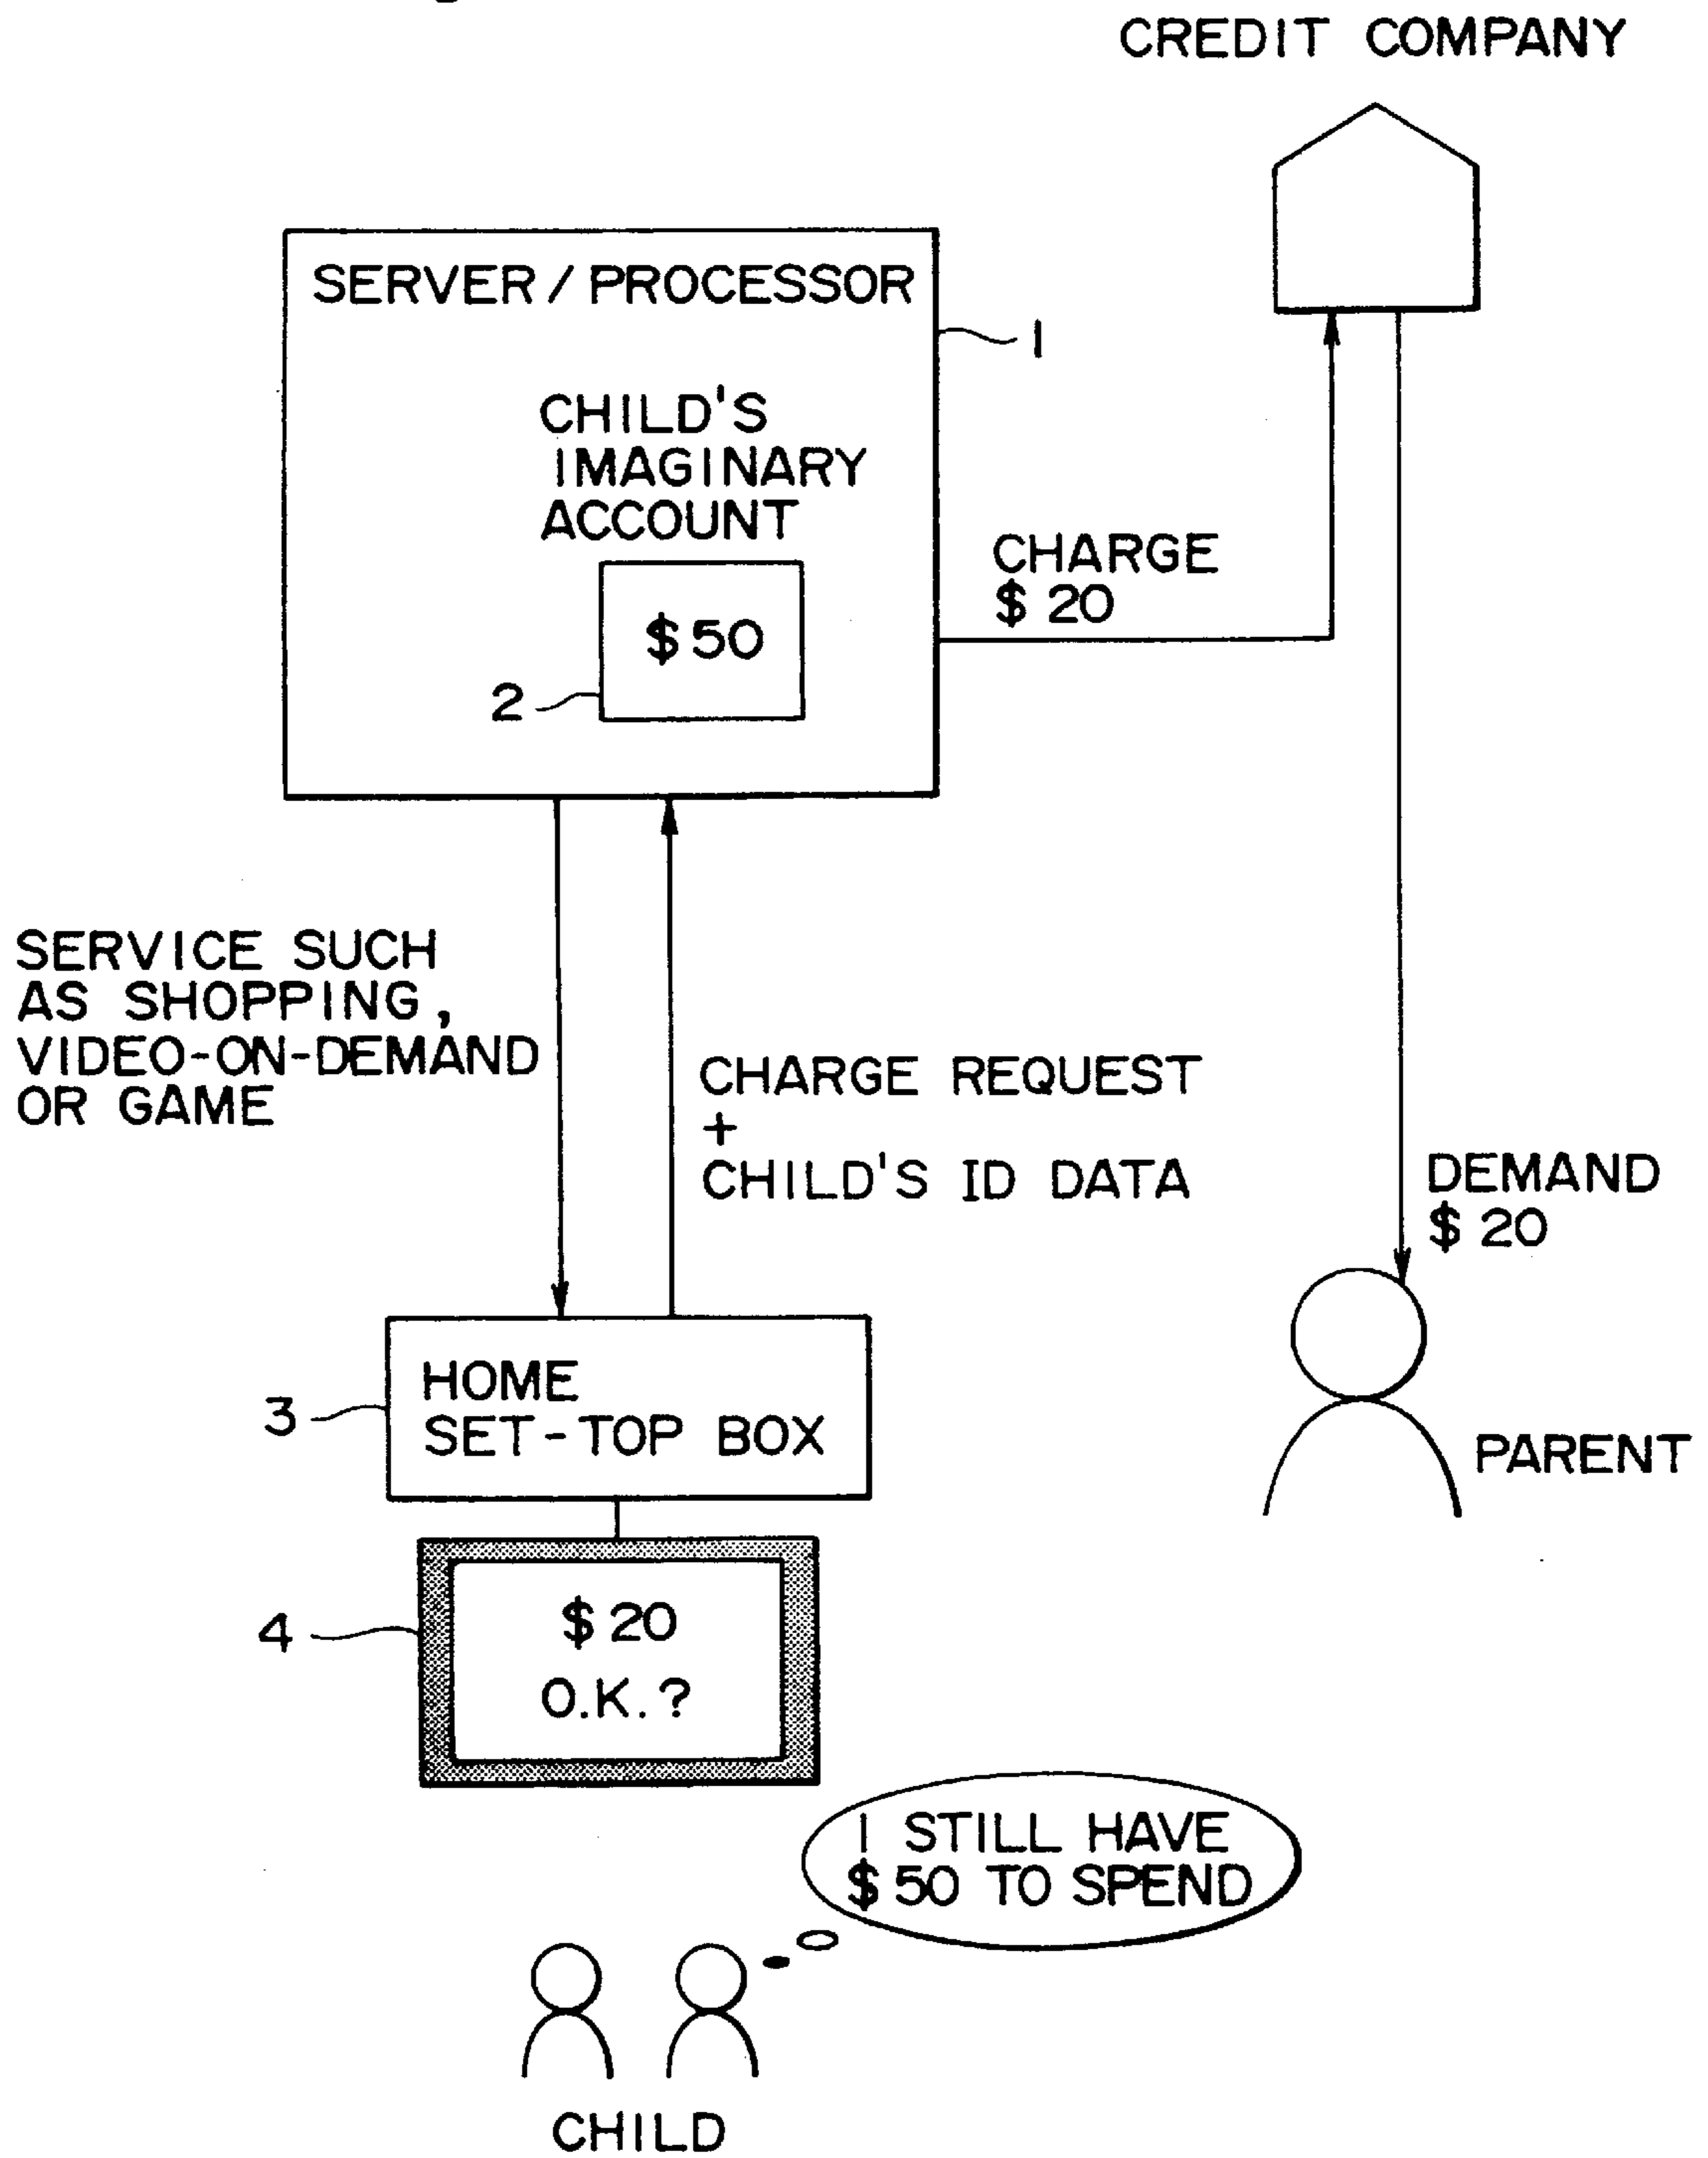 CREDIT COMPANY
SERVER / PROCESSOR
1
CHILD'S
IMAGINARY
ACCOUNT
$50
2
CHARGE
$ 20
SERVICE SUCH
AS SHOPPING,
VIDEO-ON-DEMAND
OR GAME
CHARGE REQUEST
+
CHILD'S ID DATA
DEMAND
$ 20
HOME
SET-TOP BOX
3
PARENT
$ 20
O.K. ?
4
I STILL HAVE
$ 50 TO SPEND
CHILD